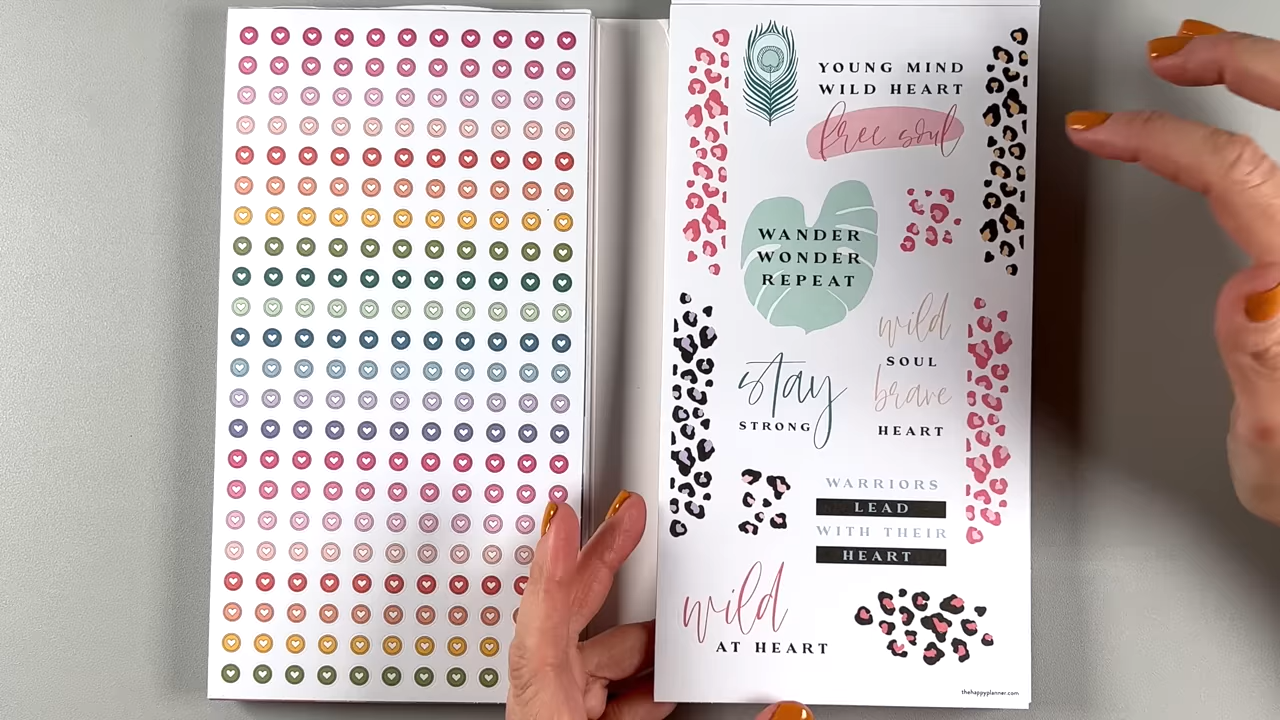 YOUNG MIND
WILD HEART
free soul
WANDER
WONDER
REPEAT
wild
SOUL
brave
HEART
stay
STRONG
WARRIORS
LEAD
WITH THEIR
HEART
wild
AT HEART
thehappyplanner.com